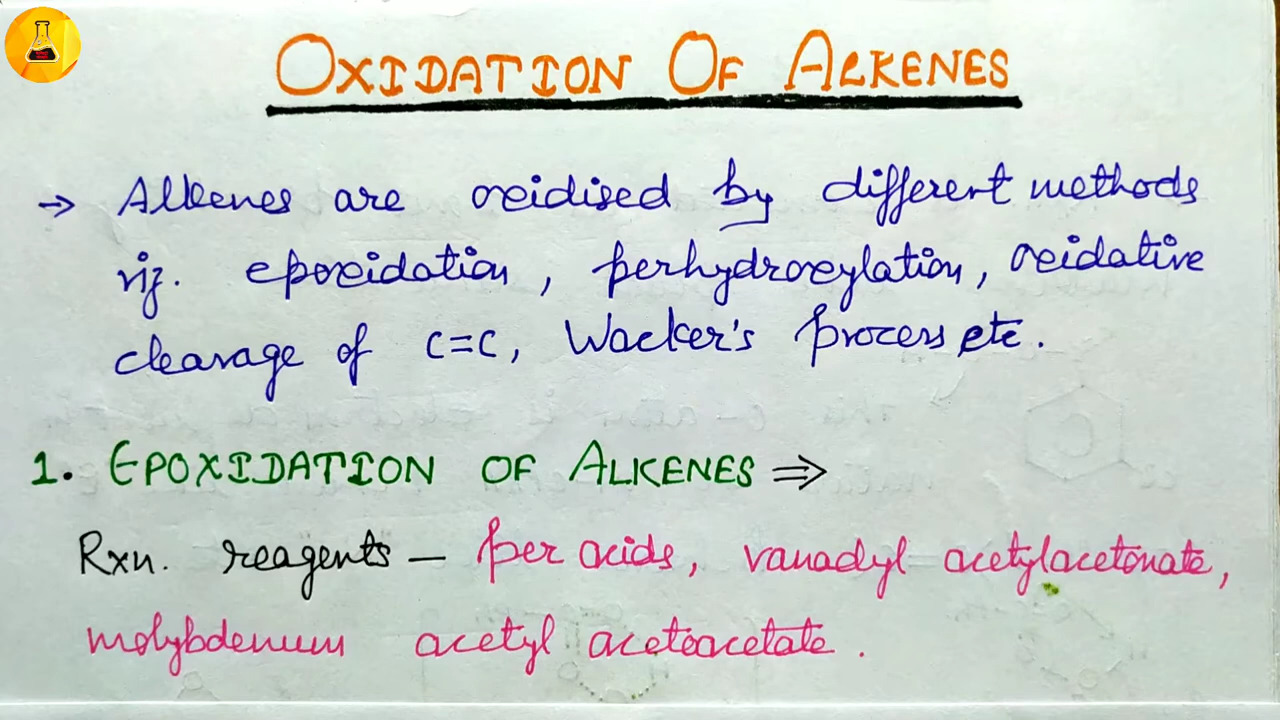 OXIDATION OF ALKENES
→ Alkenes are oxidised by different methods
viz. epoxidation, perhydroxylation, oxidative
cleavage of C=C, Wacker's process etc.
1. EPOXIDATION OF ALKENES ⇒
Rxn. reagents – per acids, vanadyl acetylacetonate,
molybdenum acetyl acetoacetate.